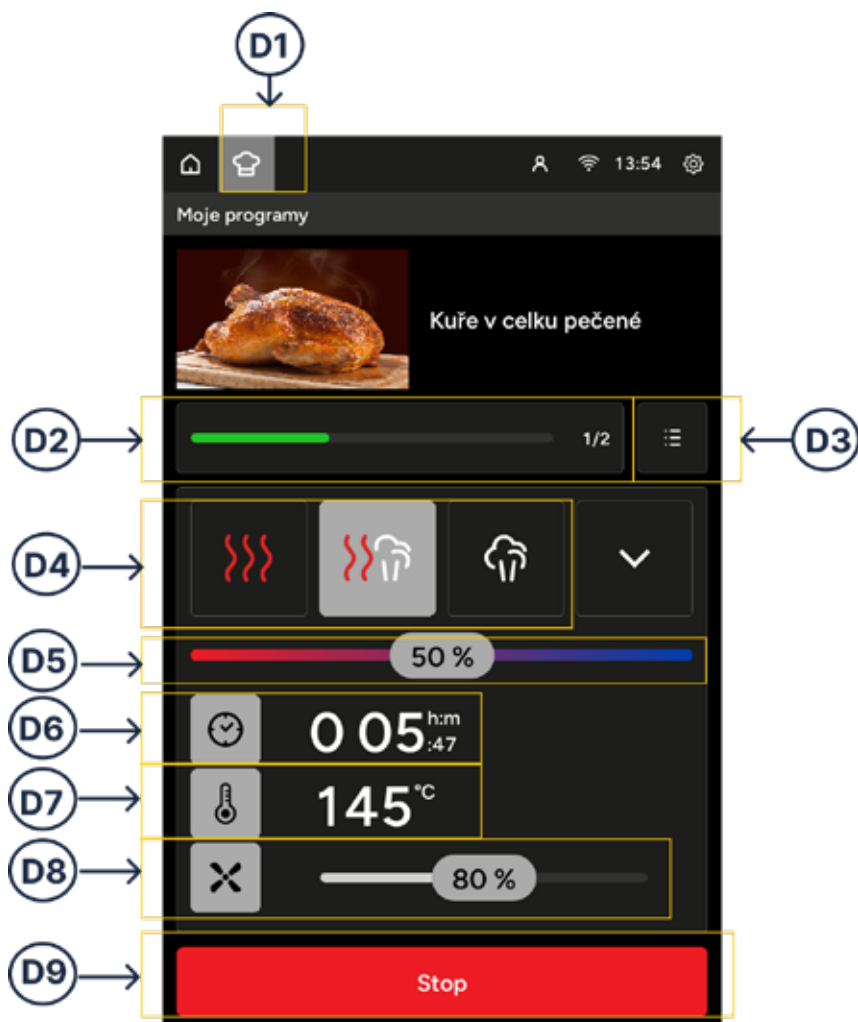 D1
13:54
Moje programy
Kuře v celku pečené
D2
1/2
D3
D4
D5
50 %
D6
0 05 h:m :47
D7
145 °C
D8
80 %
D9
Stop